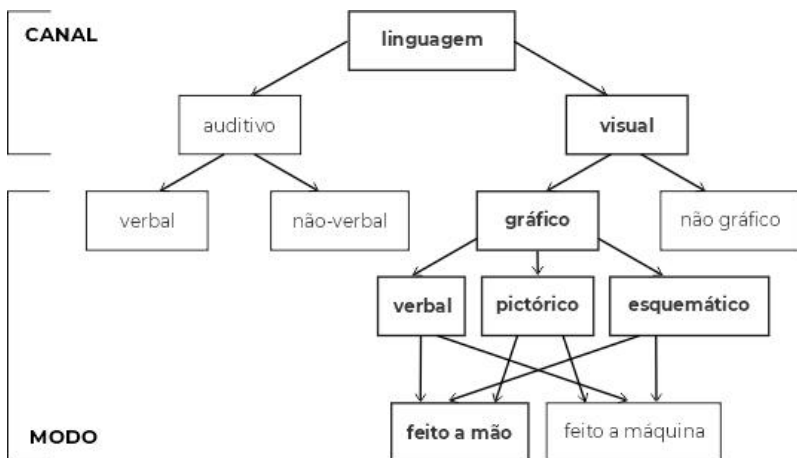 CANAL
linguagem
auditivo
visual
verbal
não-verbal
gráfico
não gráfico
verbal
pictórico
esquemático
feito a mão
feito a máquina
MODO